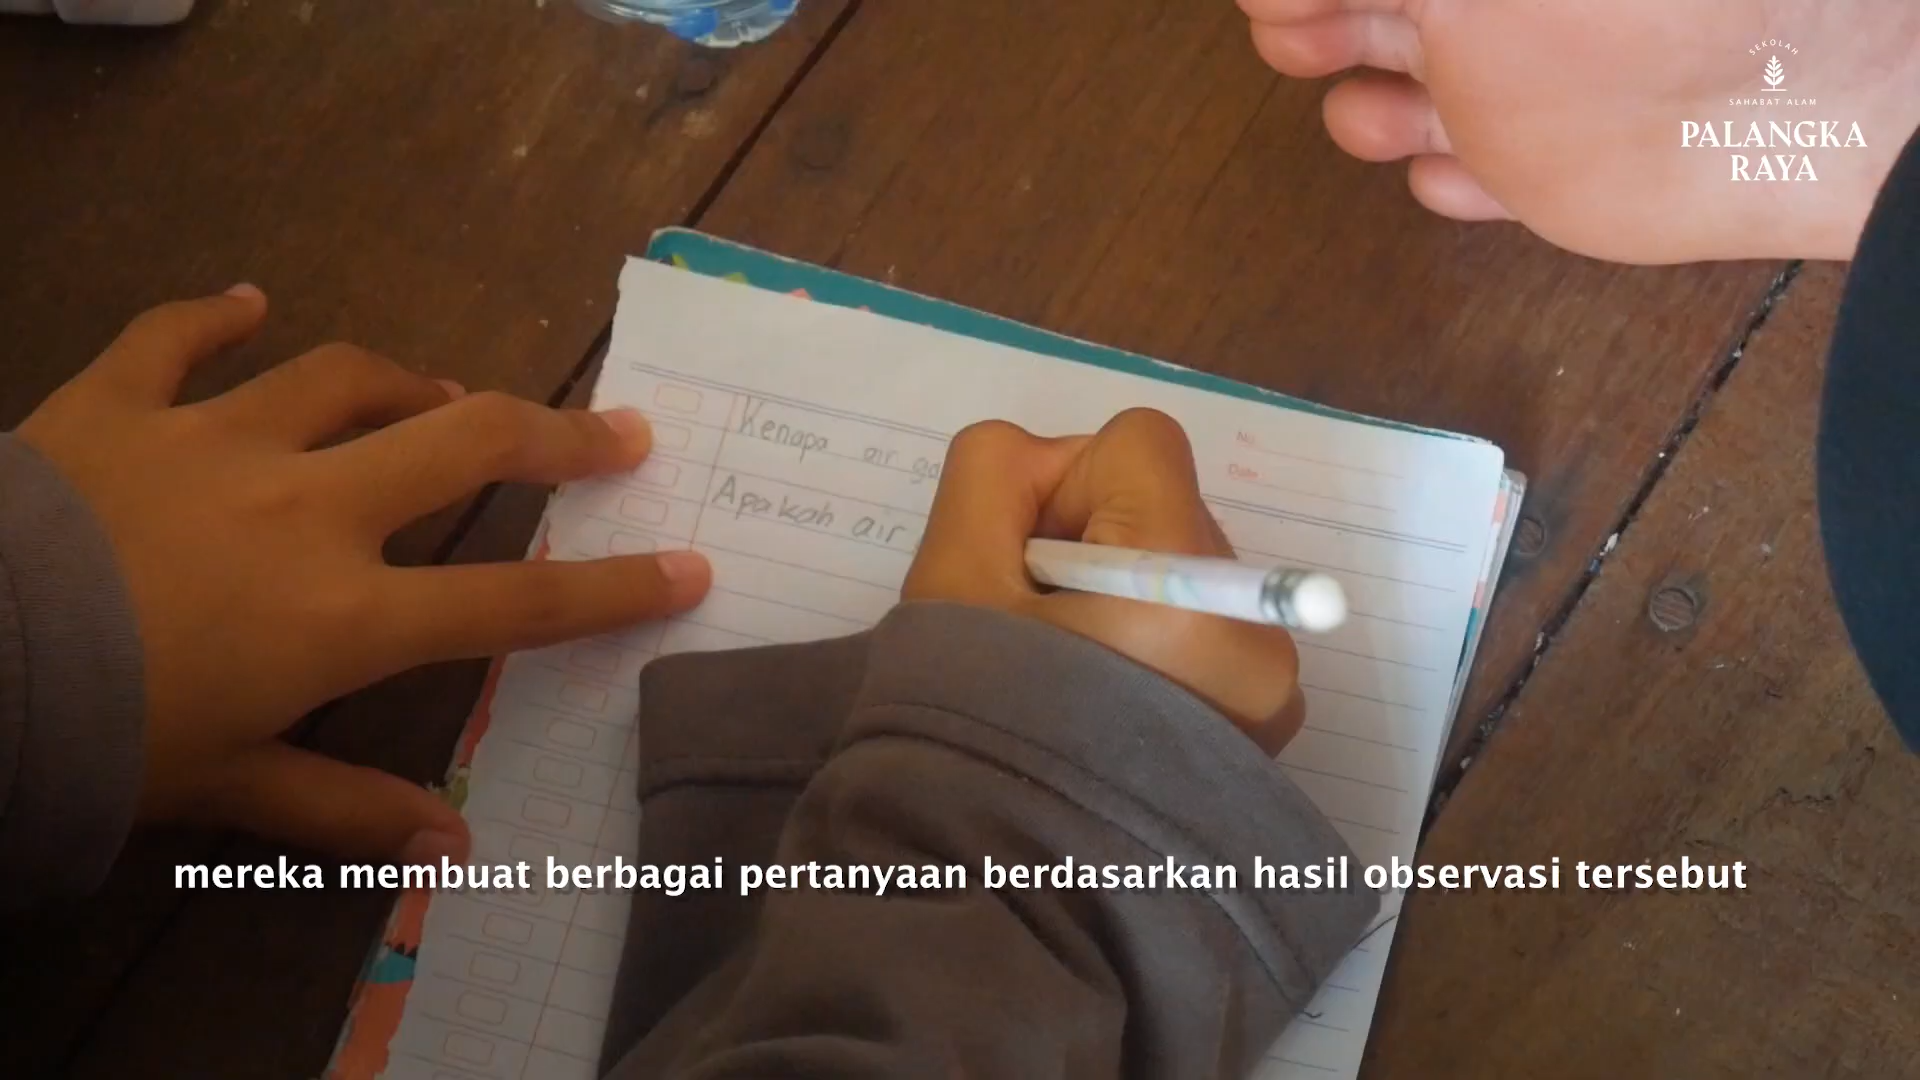 SEKOLAH
SAHABAT ALAM
PALANGKA
RAYA
No
Date
Kenapa air
Apakah air
mereka membuat berbagai pertanyaan berdasarkan hasil observasi tersebut